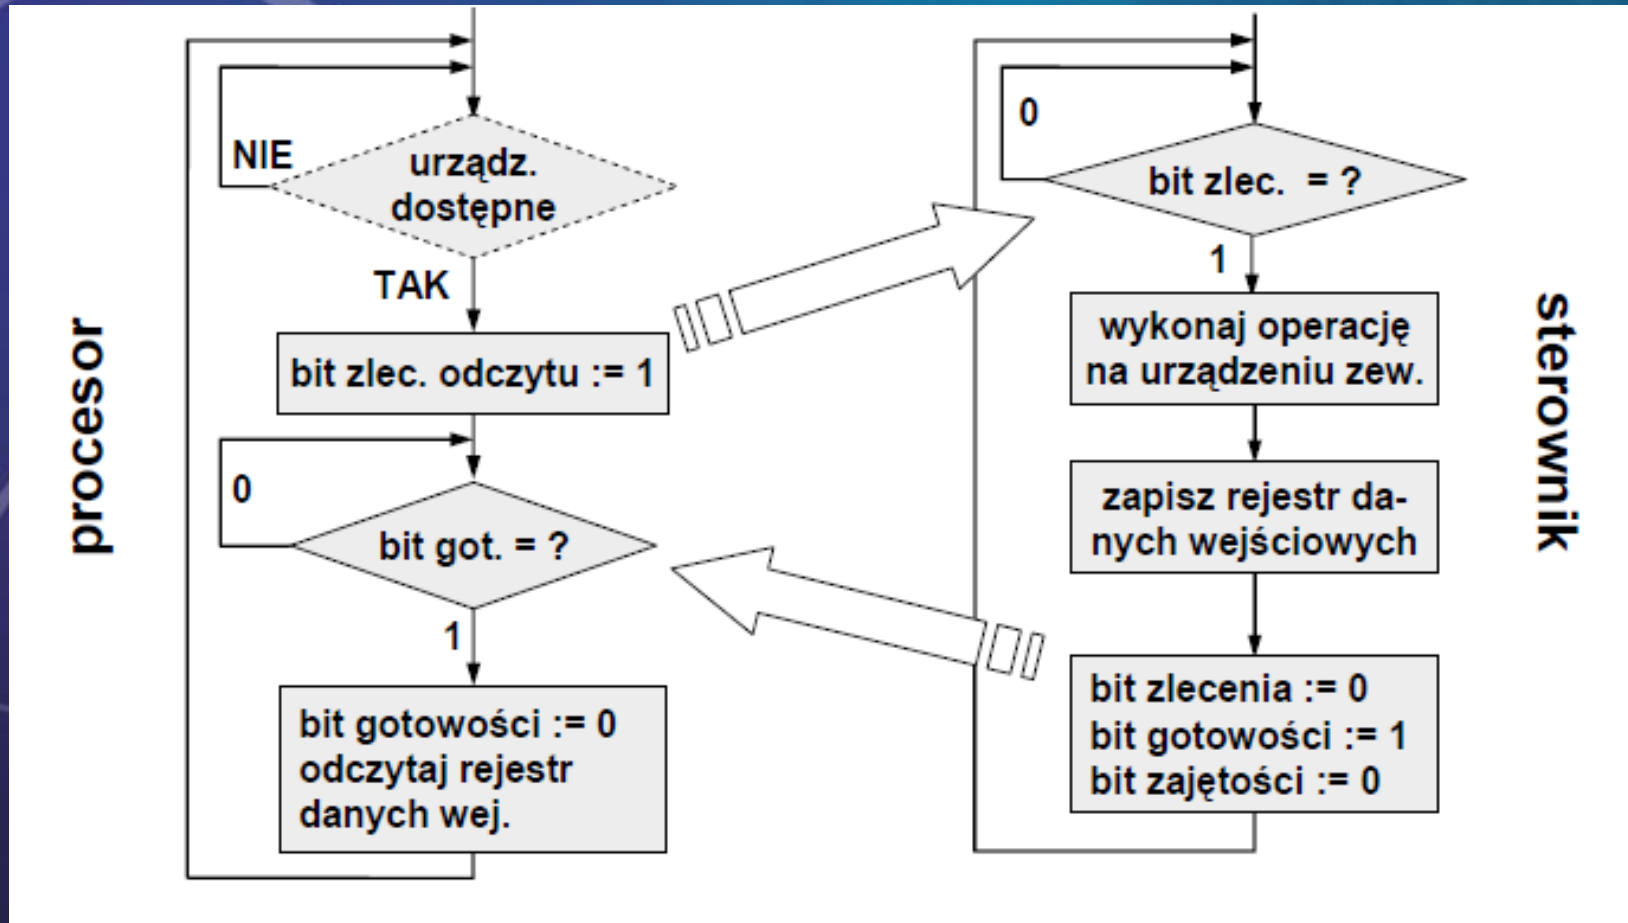 procesor
NIE
urządz.
dostępne
TAK
bit zlec. odczytu := 1
0
bit got. = ?
1
bit gotowości := 0
odczytaj rejestr
danych wej.
0
bit zlec. = ?
1
wykonaj operację
na urządzeniu zew.
zapisz rejestr da-
nych wejściowych
bit zlecenia := 0
bit gotowości := 1
bit zajętości := 0
sterownik